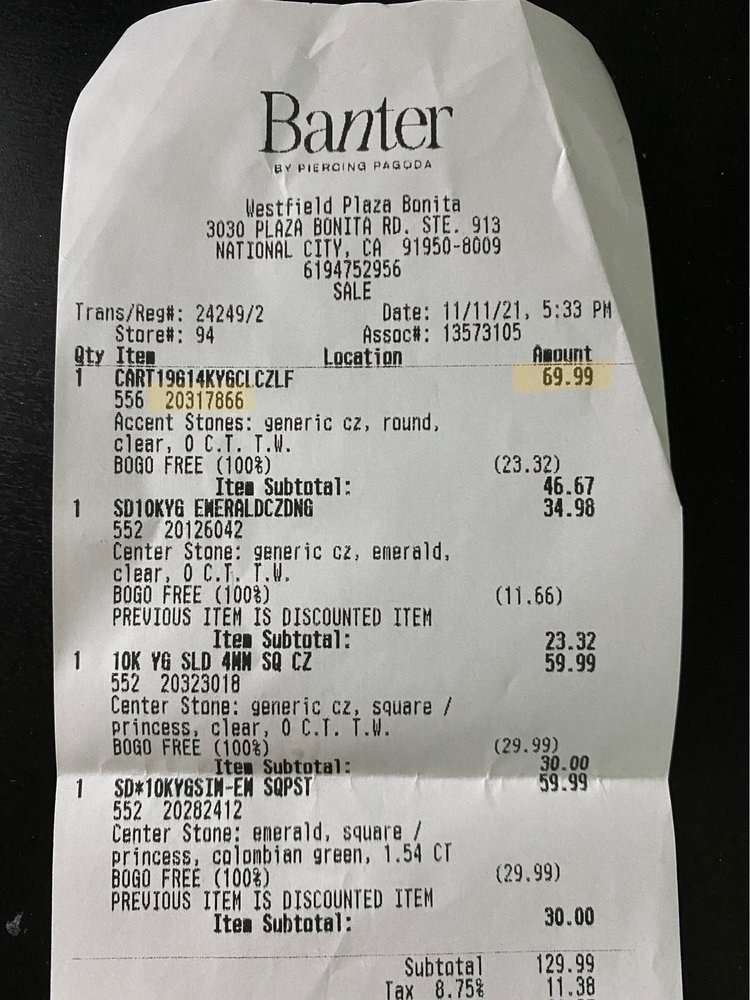 Banter
BY PIERCING PAGODA
Westfield Plaza Bonita
3030 PLAZA BONITA RD. STE. 913
NATIONAL CITY, CA 91950-8009
6194752956
SALE
Trans/Reg#: 24249/2 Date: 11/11/21, 5:33 PM
Store#: 94 Assoc#: 13573105
Qty Item Location Amount
1 CART19614KYGCLCZLF 69.99
556 20317866
Accent Stones: generic cz, round,
clear, 0 C.T. T.W.
BOGO FREE (100%) (23.32)
Item Subtotal: 46.67
1 SD10KYG EMERALDCZDNG 34.98
552 20126042
Center Stone: generic cz, emerald,
clear, 0 C.T. T.W.
BOGO FREE (100%) (11.66)
PREVIOUS ITEM IS DISCOUNTED ITEM
Item Subtotal: 23.32
1 10K YG SLD 4MM SQ CZ 59.99
552 20323018
Center Stone: generic cz, square /
princess, clear, 0 C.T. T.W.
BOGO FREE (100%) (29.99)
Item Subtotal: 30.00
1 SD*10KYGSIM-EM SQPST 59.99
552 20282412
Center Stone: emerald, square /
princess, colombian green, 1.54 CT
BOGO FREE (100%) (29.99)
PREVIOUS ITEM IS DISCOUNTED ITEM
Item Subtotal: 30.00
Subtotal 129.99
Tax 8.75% 11.38